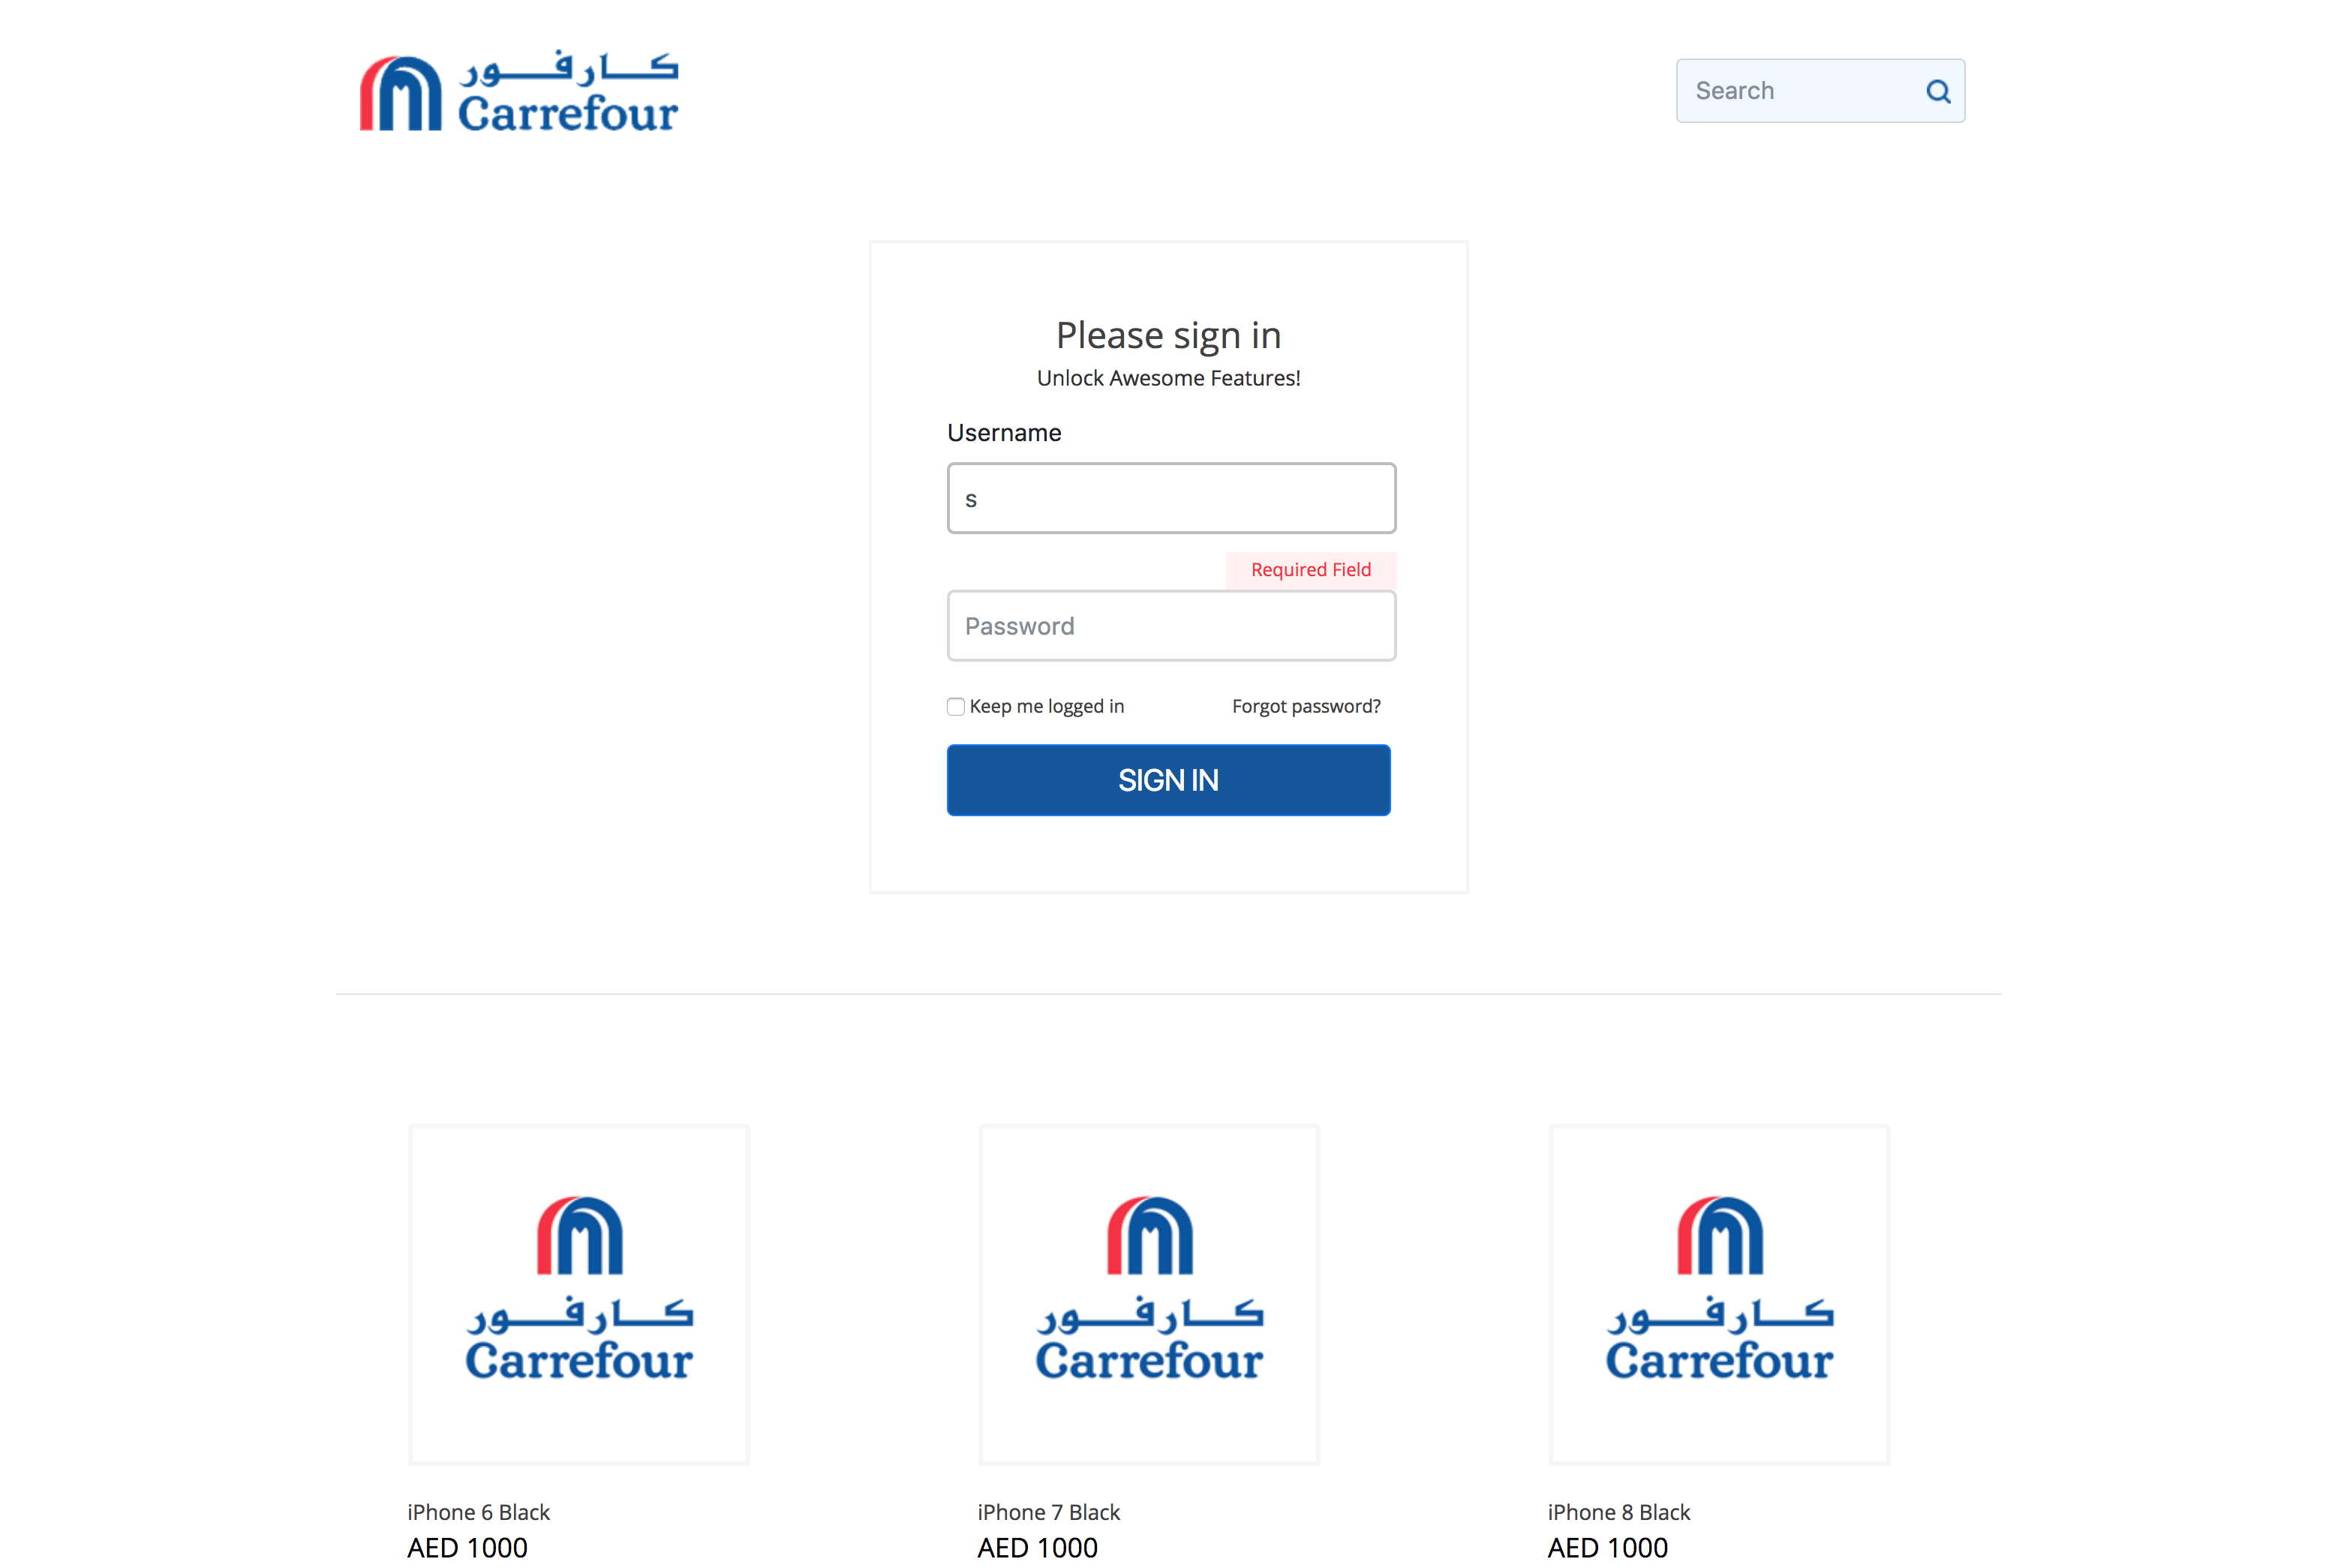 كارفور
Carrefour
Search
Please sign in
Unlock Awesome Features!
Username
s
Required Field
Password
Keep me logged in
Forgot password?
SIGN IN
كارفور
Carrefour
كارفور
Carrefour
كارفور
Carrefour
iPhone 6 Black
AED 1000
iPhone 7 Black
AED 1000
iPhone 8 Black
AED 1000